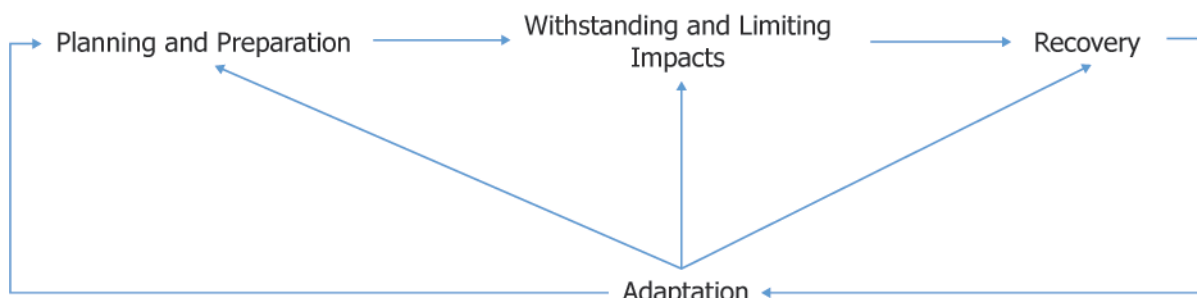 Planning and Preparation
Withstanding and Limiting
Impacts
Recovery
Adaptation